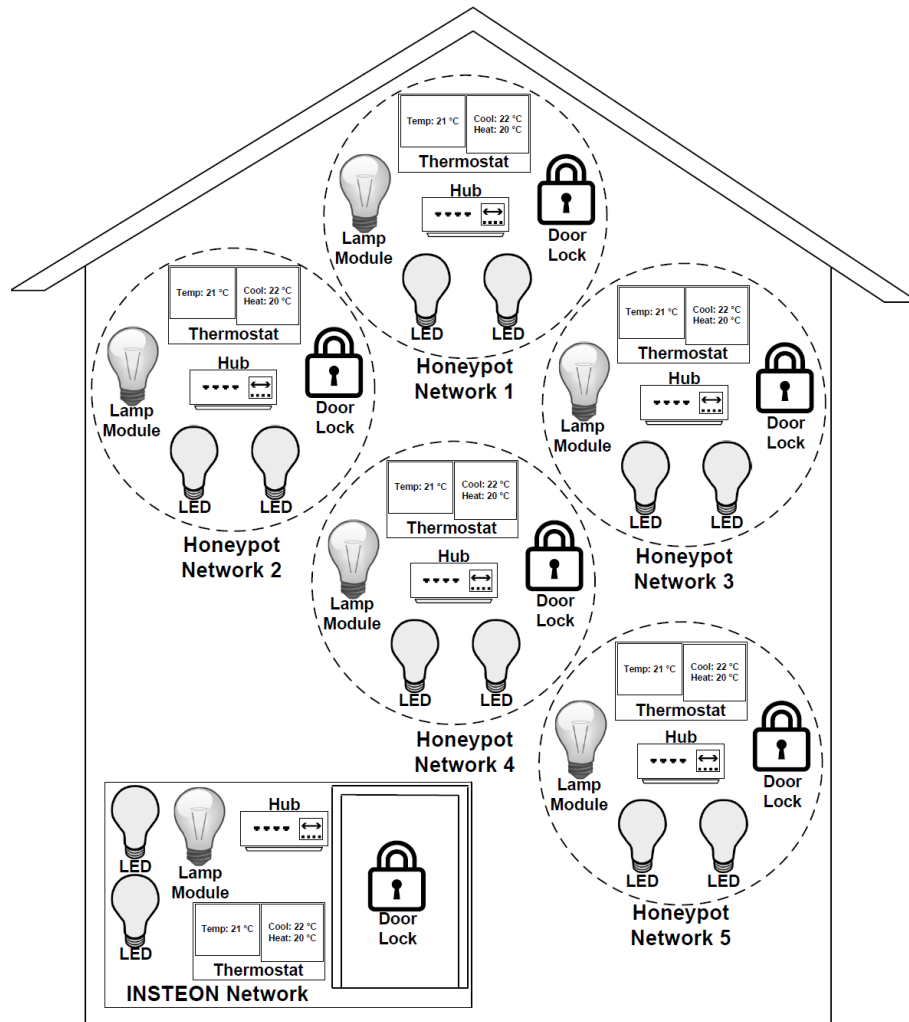 Temp: 21 °C
Cool: 22 °C
Heat: 20 °C
Thermostat
Hub
Lamp
Module
Door
Lock
LED
LED
Honeypot
Network 1
Temp: 21 °C
Cool: 22 °C
Heat: 20 °C
Thermostat
Hub
Lamp
Module
Door
Lock
LED
LED
Honeypot
Network 2
Temp: 21 °C
Cool: 22 °C
Heat: 20 °C
Thermostat
Hub
Lamp
Module
Door
Lock
LED
LED
Honeypot
Network 3
Temp: 21 °C
Cool: 22 °C
Heat: 20 °C
Thermostat
Hub
Lamp
Module
Door
Lock
LED
LED
Honeypot
Network 4
Temp: 21 °C
Cool: 22 °C
Heat: 20 °C
Thermostat
Hub
Lamp
Module
Door
Lock
LED
LED
Honeypot
Network 5
Hub
LED
Lamp
Module
Temp: 21 °C
Cool: 22 °C
Heat: 20 °C
Thermostat
LED
Door
Lock
INSTEON Network